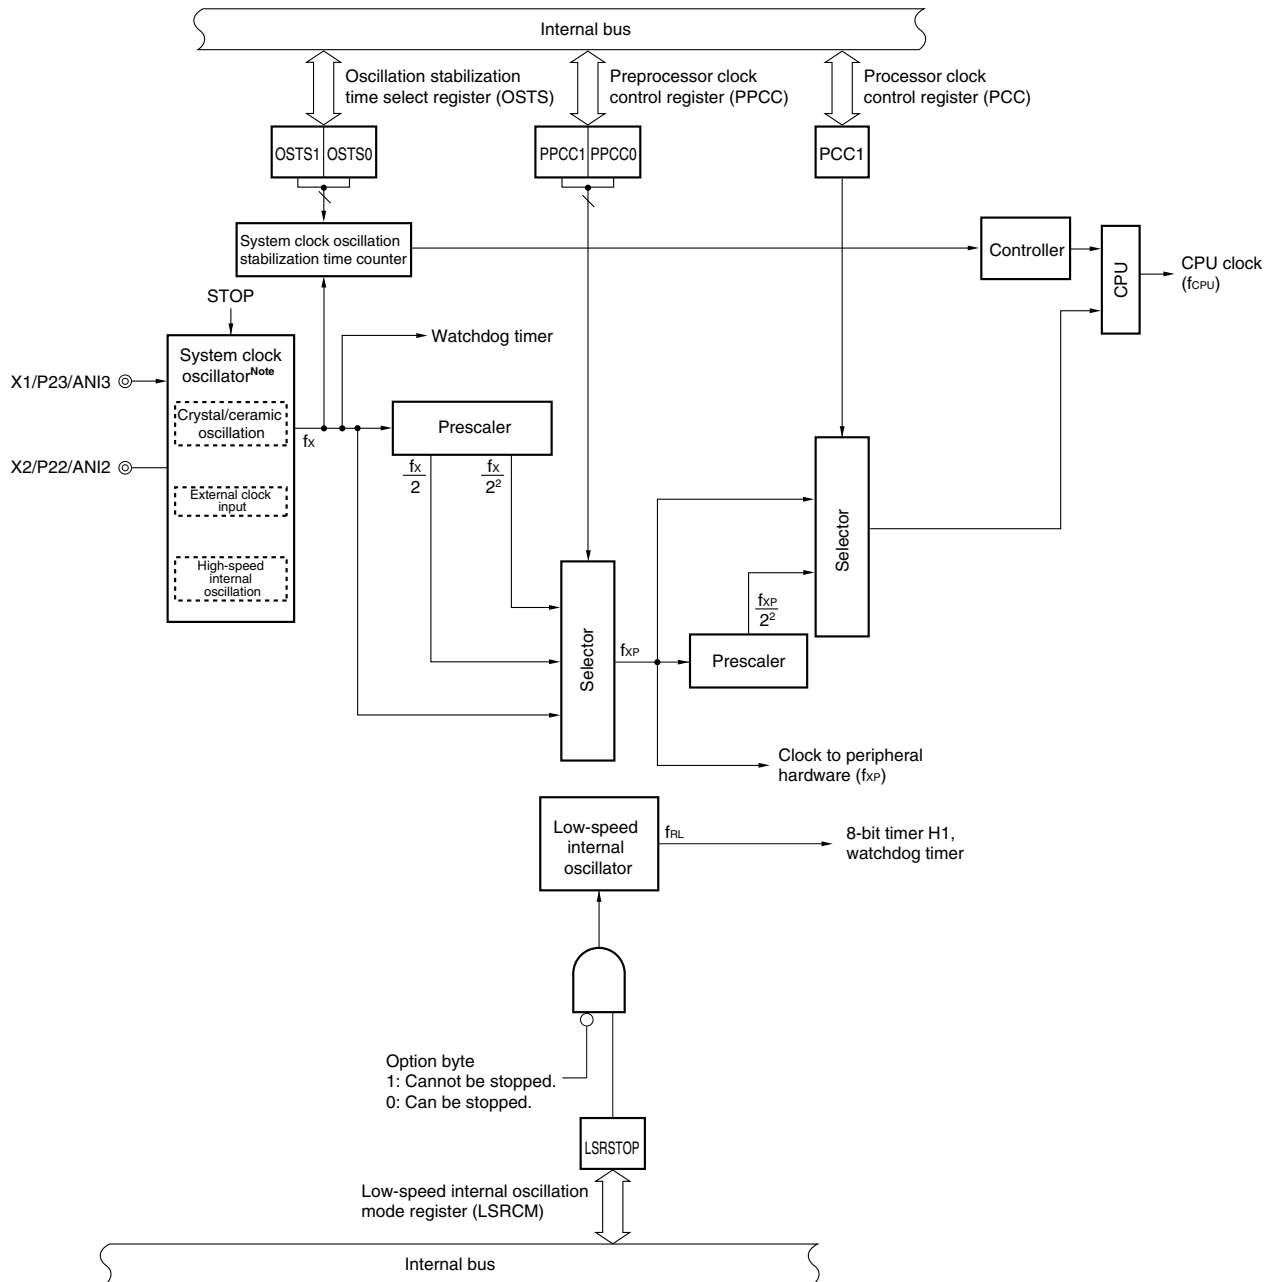 Internal bus
Oscillation stabilization
time select register (OSTS)
Preprocessor clock
control register (PPCC)
Processor clock
control register (PCC)
OSTS1 OSTS0
PPCC1 PPCC0
PCC1
System clock oscillation
stabilization time counter
Controller
CPU
CPU clock
(fCPU)
STOP
Watchdog timer
System clock
oscillatorNote
X1/P23/ANI3
Crystal/ceramic
oscillation
fX
Prescaler
X2/P22/ANI2
fX
2
fX
2²
External clock
input
High-speed
internal
oscillation
Selector
Selector
fXP
fXP
2²
Prescaler
Clock to peripheral
hardware (fXP)
Low-speed
internal
oscillator
fRL
8-bit timer H1,
watchdog timer
Option byte
1: Cannot be stopped.
0: Can be stopped.
LSRSTOP
Low-speed internal oscillation
mode register (LSRCM)
Internal bus